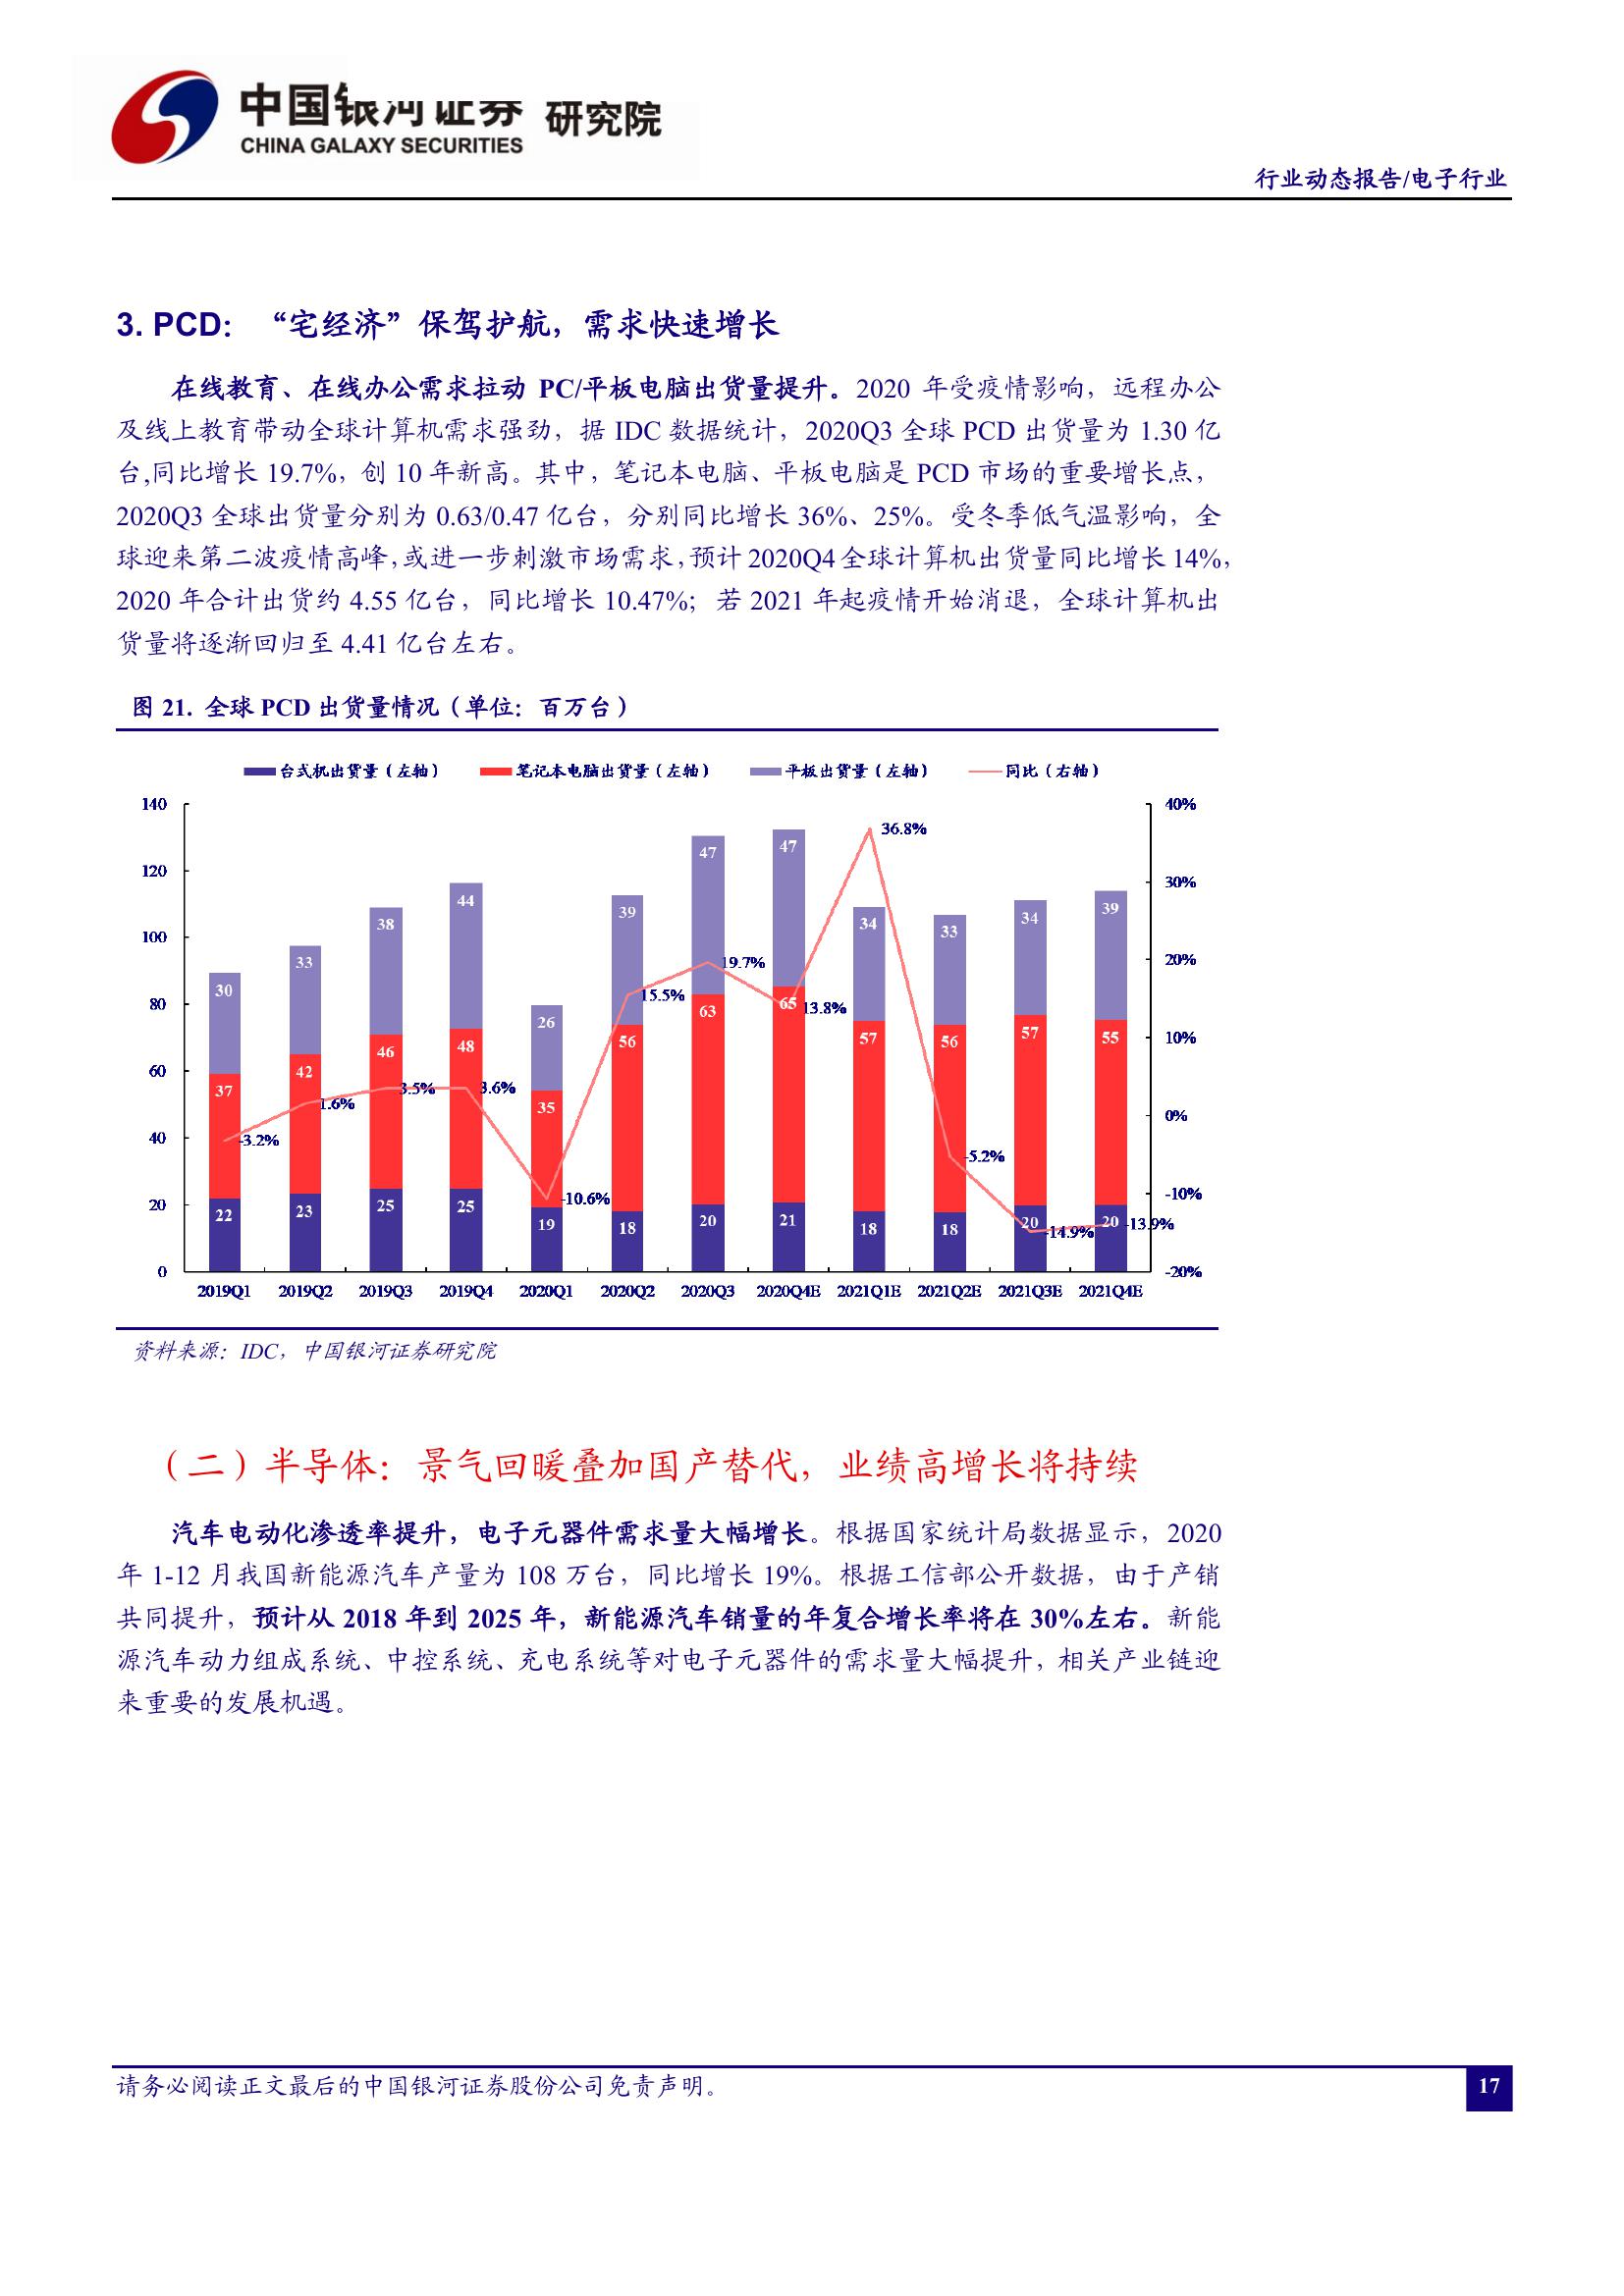 中国银河证券 研究院
CHINA GALAXY SECURITIES
行业动态报告/电子行业
3. PCD： “宅经济”保驾护航，需求快速增长
在线教育、在线办公需求拉动 PC/平板电脑出货量提升。2020 年受疫情影响，远程办公
及线上教育带动全球计算机需求强劲，据 IDC 数据统计，2020Q3 全球 PCD 出货量为 1.30 亿
台,同比增长 19.7%，创 10 年新高。其中，笔记本电脑、平板电脑是 PCD 市场的重要增长点，
2020Q3 全球出货量分别为 0.63/0.47 亿台，分别同比增长 36%、25%。受冬季低气温影响，全
球迎来第二波疫情高峰，或进一步刺激市场需求，预计 2020Q4 全球计算机出货量同比增长 14%，
2020 年合计出货约 4.55 亿台，同比增长 10.47%；若 2021 年起疫情开始消退，全球计算机出
货量将逐渐回归至 4.41 亿台左右。
图 21. 全球 PCD 出货量情况（单位：百万台）
台式机出货量（左轴） 笔记本电脑出货量（左轴） 平板出货量（左轴） 同比（右轴）
140 120 100 80 60 40 20 0
40% 30% 20% 10% 0% -10% -20%
30 33 38 44 26 39 47 47 34 33 34 39
37 42 46 48 35 56 63 65 57 56 57 55
22 23 25 25 19 18 20 21 18 18 20 20
-3.2% 1.6% 3.5% 3.6% -10.6% 15.5% 19.7% 13.8% 36.8% -5.2% -14.9% -13.9%
2019Q1 2019Q2 2019Q3 2019Q4 2020Q1 2020Q2 2020Q3 2020Q4E 2021Q1E 2021Q2E 2021Q3E 2021Q4E
资料来源：IDC，中国银河证券研究院
（二）半导体：景气回暖叠加国产替代，业绩高增长将持续
汽车电动化渗透率提升，电子元器件需求量大幅增长。根据国家统计局数据显示，2020
年 1-12 月我国新能源汽车产量为 108 万台，同比增长 19%。根据工信部公开数据，由于产销
共同提升，预计从 2018 年到 2025 年，新能源汽车销量的年复合增长率将在 30%左右。新能
源汽车动力组成系统、中控系统、充电系统等对电子元器件的需求量大幅提升，相关产业链迎
来重要的发展机遇。
请务必阅读正文最后的中国银河证券股份公司免责声明。
17